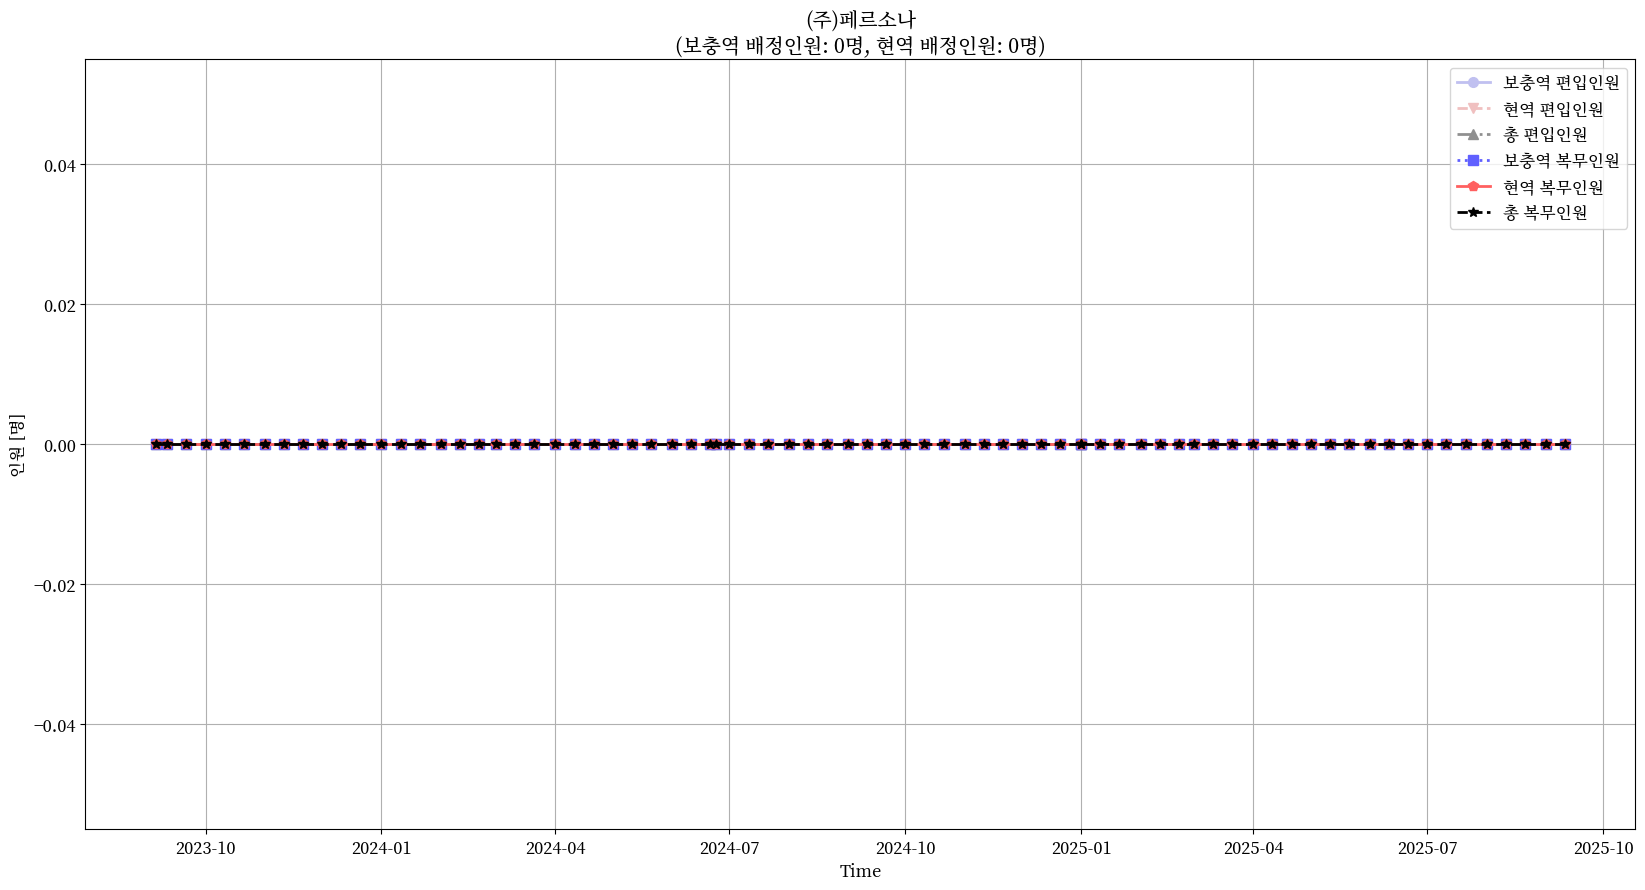 (주)페르소나
(보충역 배정인원: 0명, 현역 배정인원: 0명)
보충역 편입인원
현역 편입인원
총 편입인원
보충역 복무인원
현역 복무인원
총 복무인원
인원 [명]
0.04
0.02
0.00
−0.02
−0.04
2023-10 2024-01 2024-04 2024-07 2024-10 2025-01 2025-04 2025-07 2025-10
Time